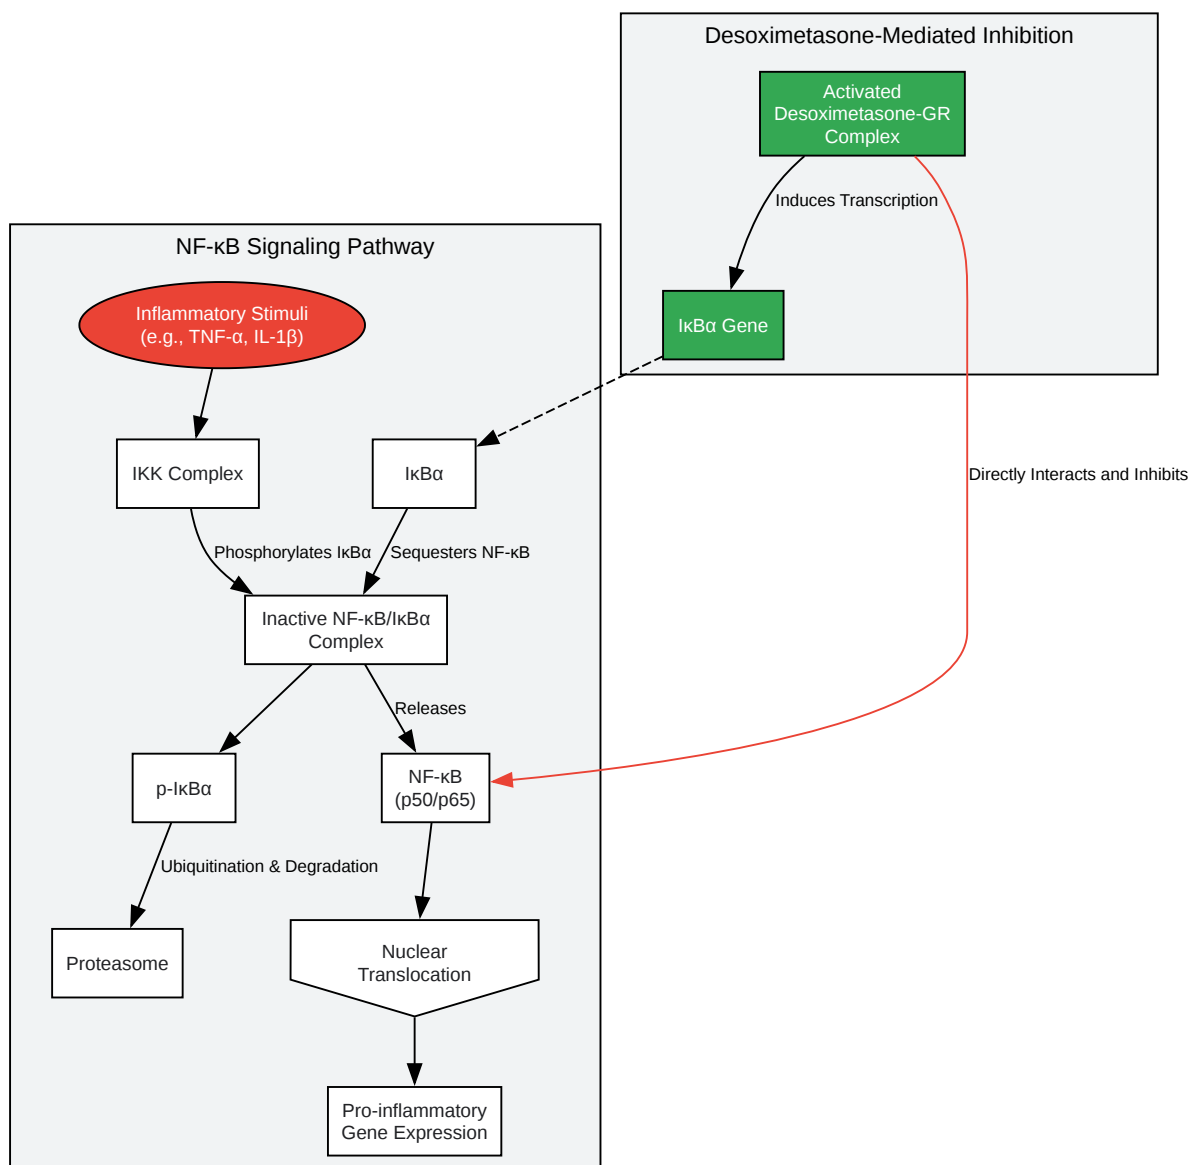 Desoximetasone-Mediated Inhibition
Activated
Desoximetasone-GR
Complex
Induces Transcription
IκBα Gene
Directly Interacts and Inhibits
NF-κB Signaling Pathway
Inflammatory Stimuli
(e.g., TNF-α, IL-1β)
IKK Complex
IκBα
Phosphorylates IκBα
Sequesters NF-κB
Inactive NF-κB/IκBα
Complex
Releases
p-IκBα
NF-κB
(p50/p65)
Ubiquitination & Degradation
Proteasome
Nuclear
Translocation
Pro-inflammatory
Gene Expression